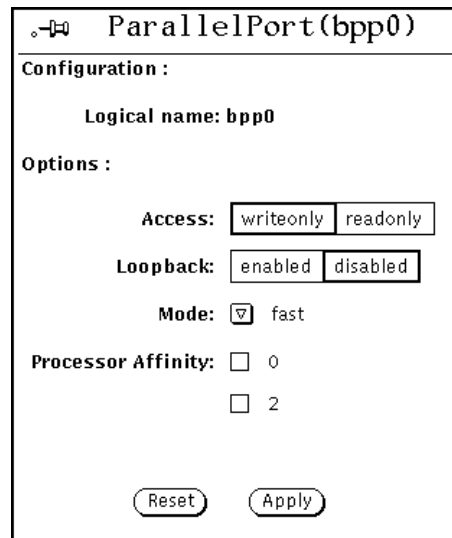 ParallelPort(bpp0)
Configuration :
Logical name: bpp0
Options :
Access: writeonly readonly
Loopback: enabled disabled
Mode: fast
Processor Affinity: 0
2
Reset Apply